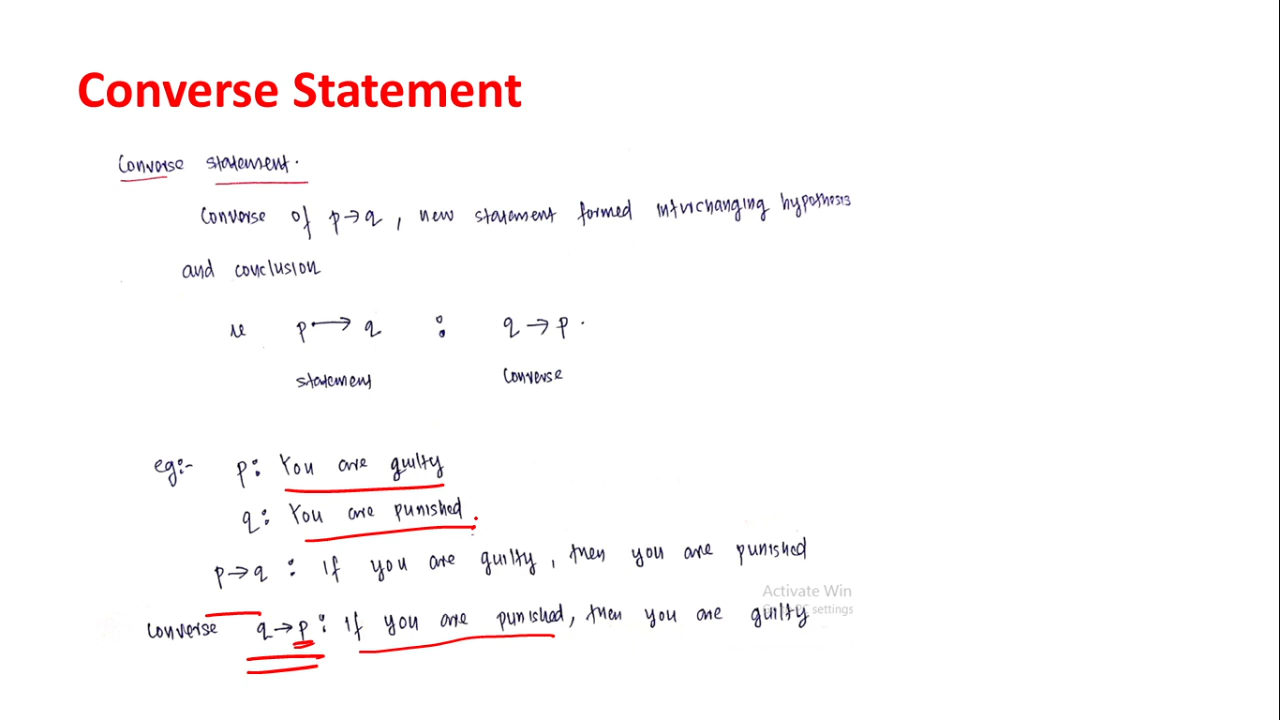 Converse Statement
Converse statement.
Converse of p→q, new statement formed intrichanging hypothesis
and conclusion
ie p→q : q→p.
statement converse
eg:- p: You are guilty
q: You are punished.
p→q : if you are guilty, then you are punished
Activate Win
settings
converse q→p: if you are punished, then you are guilty